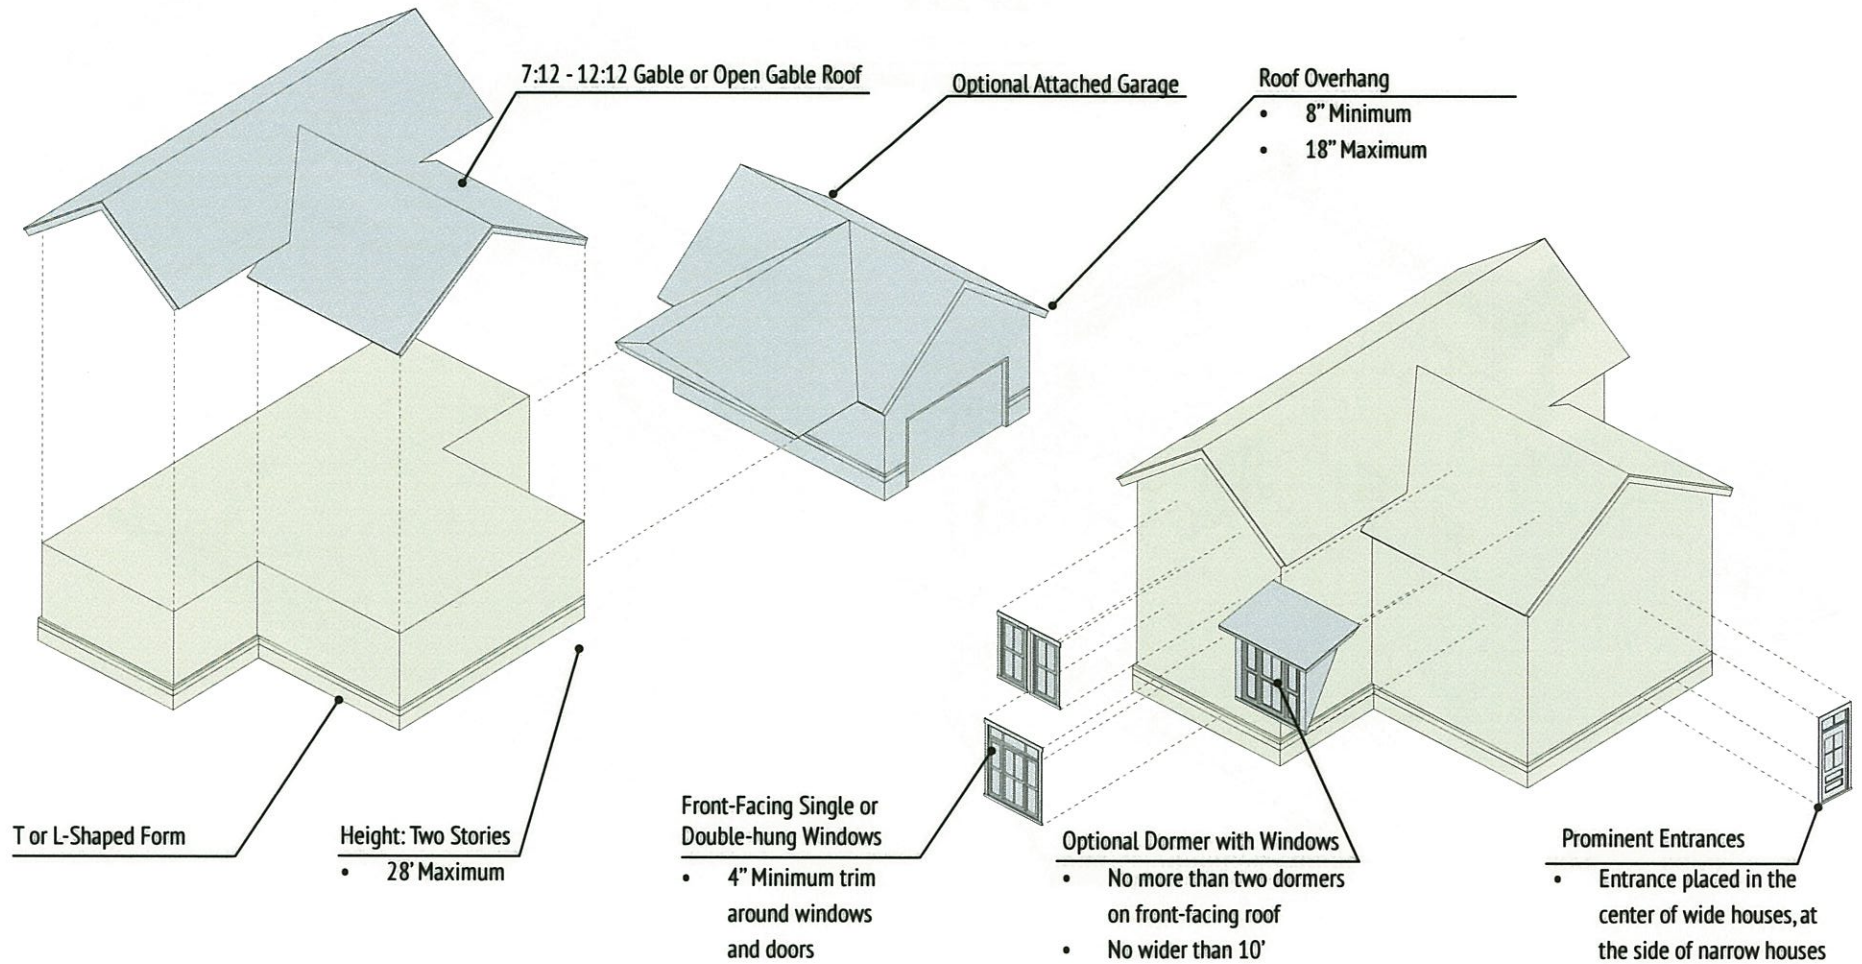 7:12 - 12:12 Gable or Open Gable Roof
Optional Attached Garage
Roof Overhang
• 8” Minimum
• 18” Maximum
T or L-Shaped Form
Height: Two Stories
• 28’ Maximum
Front-Facing Single or
Double-hung Windows
• 4” Minimum trim
around windows
and doors
Optional Dormer with Windows
• No more than two dormers
on front-facing roof
• No wider than 10’
Prominent Entrances
• Entrance placed in the
center of wide houses, at
the side of narrow houses